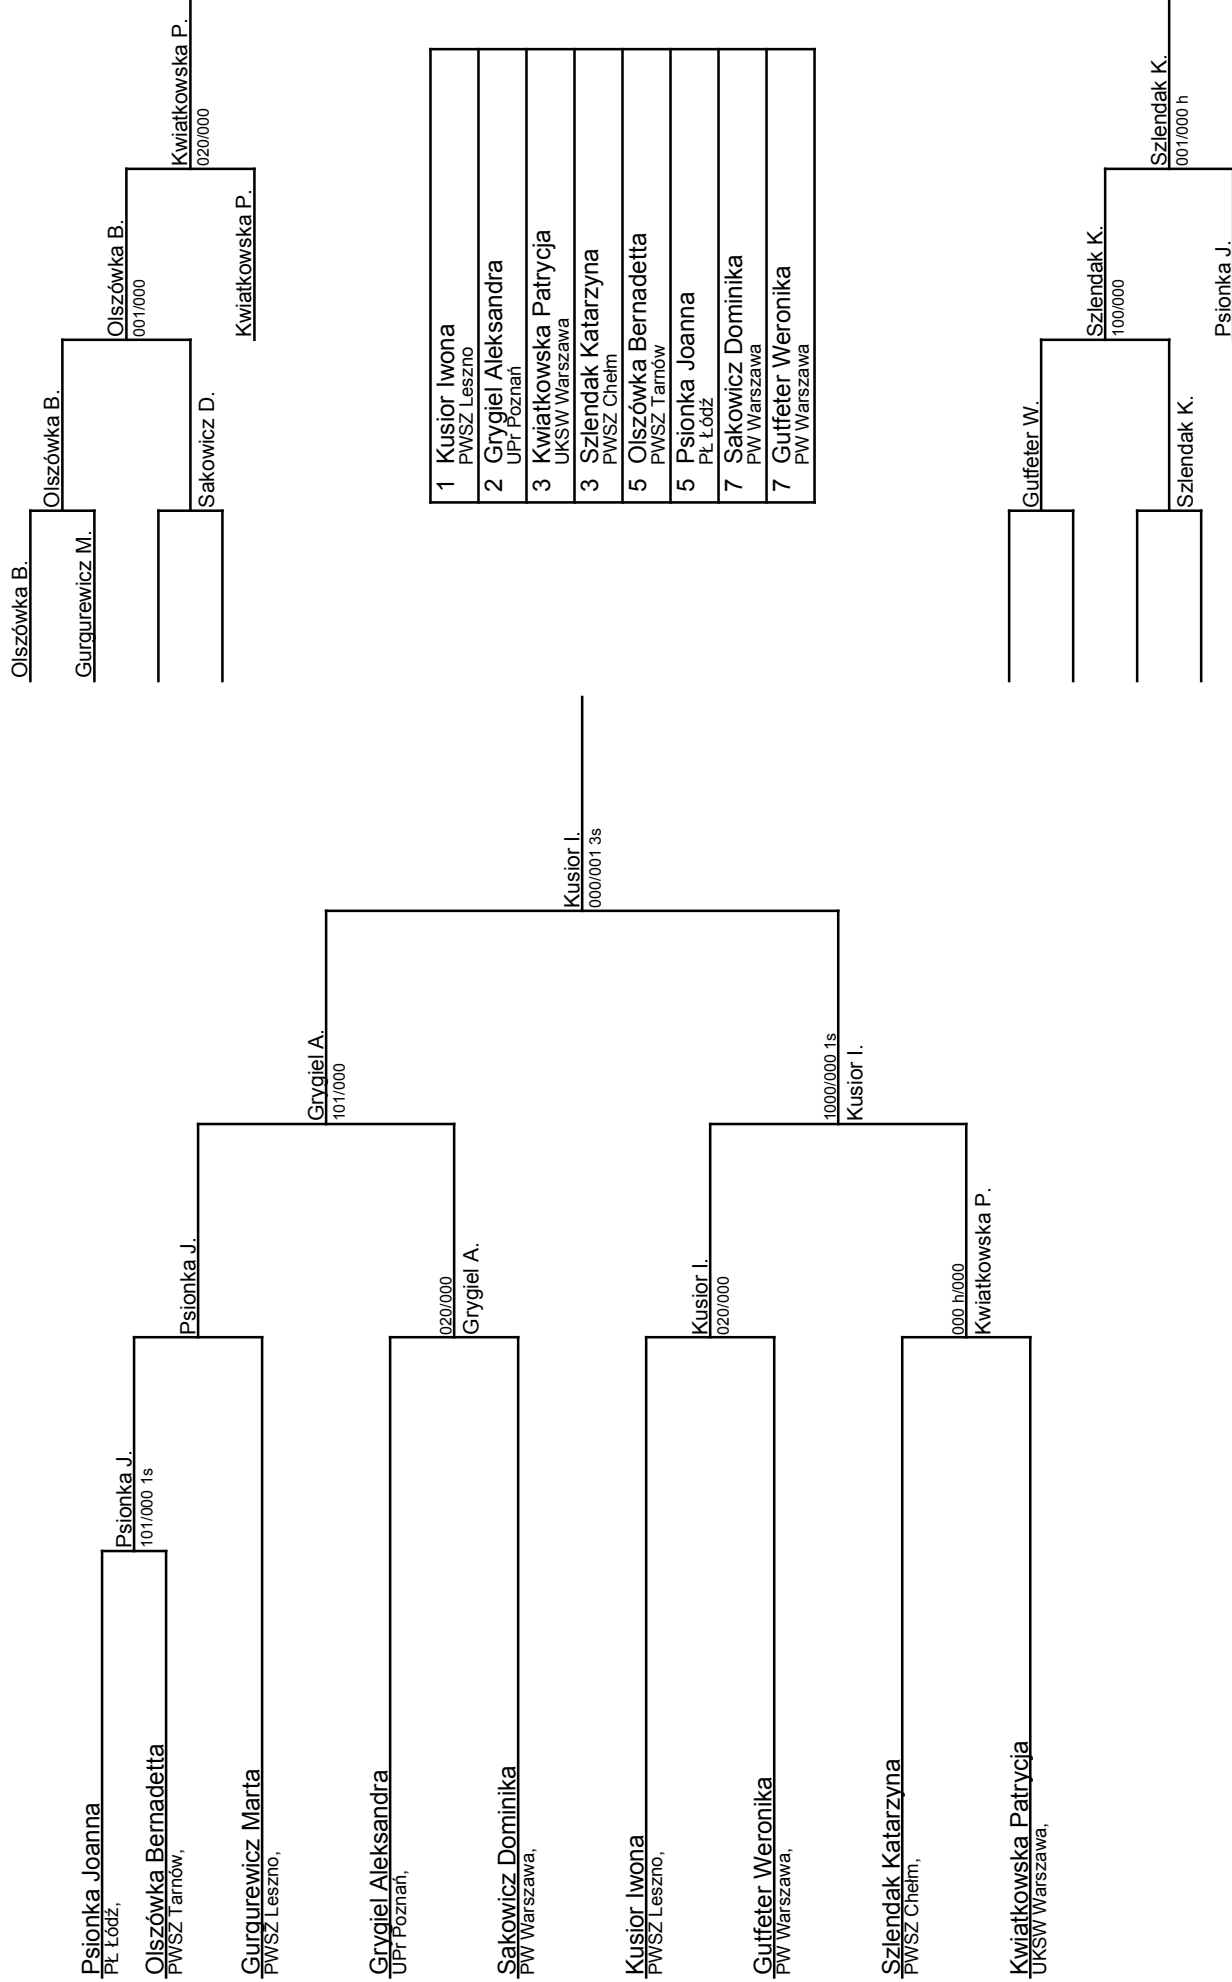 Psionka Joanna
PŁ Łódź,
Olszówka Bernadetta
PWSZ Tarnów,
Gurgurewicz Marta
PWSZ Leszno,
Grygiel Aleksandra
UPr Poznań,
Sakowicz Dominika
PW Warszawa,
Kusior Iwona
PWSZ Leszno,
Gutfeter Weronika
PW Warszawa,
Szlendak Katarzyna
PWSZ Chełm,
Kwiatkowska Patrycja
UKSW Warszawa,
Psionka J.
101/000 1s
Psionka J.
020/000
Grygiel A.
Kusior I.
020/000
000 h/000
Kwiatkowska P.
Grygiel A.
101/000
1000/000 1s
Kusior I.
Kusior I.
000/001 3s
Olszówka B.
Gurgurewicz M.
Olszówka B.
Sakowicz D.
Olszówka B.
001/000
Kwiatkowska P.
Kwiatkowska P.
020/000
1 Kusior Iwona
PWSZ Leszno
2 Grygiel Aleksandra
UPr Poznań
3 Kwiatkowska Patrycja
UKSW Warszawa
3 Szlendak Katarzyna
PWSZ Chełm
5 Olszówka Bernadetta
PWSZ Tarnów
5 Psionka Joanna
PŁ Łódź
7 Sakowicz Dominika
PW Warszawa
7 Gutfeter Weronika
PW Warszawa
Gutfeter W.
Szlendak K.
Szlendak K.
100/000
Psionka J.
Szlendak K.
001/000 h